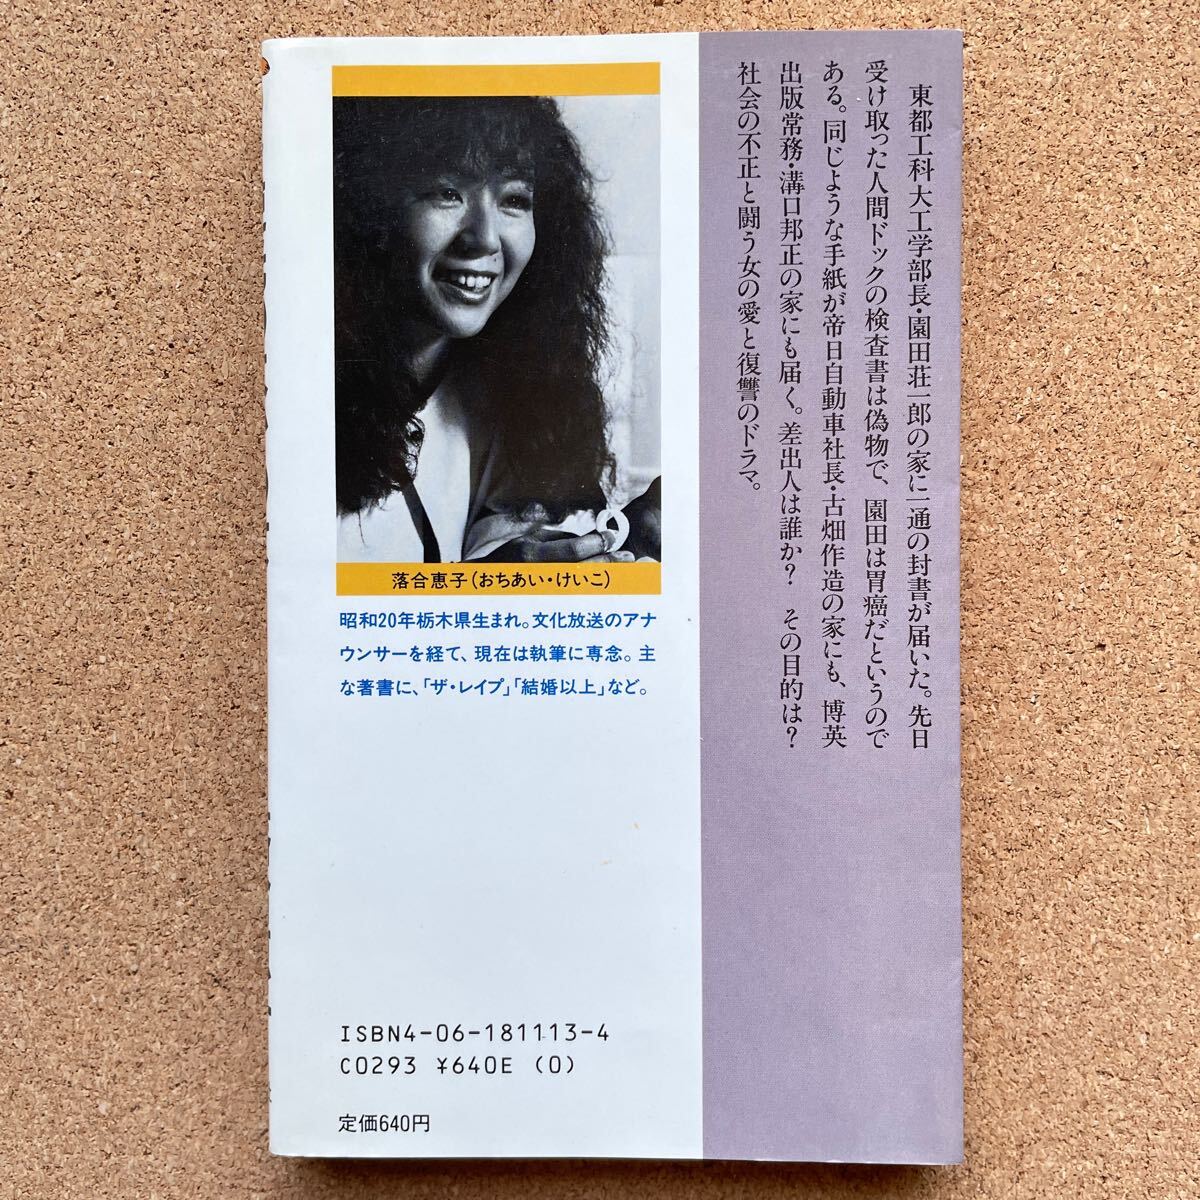 東都工科大工学部長・園田荘一郎の家に一通の封書が届いた。先日
受け取った人間ドックの検査書は偽物で、園田は胃癌だというので
ある。同じような手紙が帝日自動車社長・古畑作造の家にも、博英
出版常務・溝口邦正の家にも届く。差出人は誰か？　その目的は？
社会の不正と闘う女の愛と復讐のドラマ。
落合恵子（おちあい・けいこ）
昭和20年栃木県生まれ。文化放送のアナ
ウンサーを経て、現在は執筆に専念。主
な著書に、「ザ・レイプ」「結婚以上」など。
ISBN4-06-181113-4
C0293 ¥640E (0)
定価640円